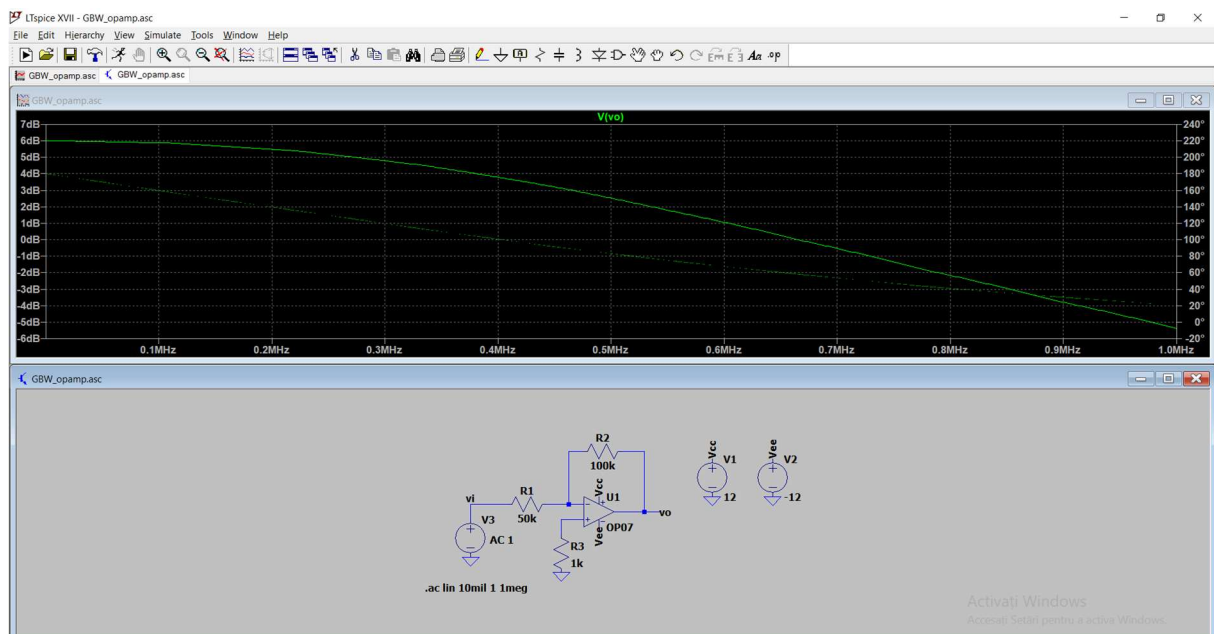 LTspice XVII - GBW_opamp.asc
File Edit Hierarchy View Simulate Tools Window Help
GBW_opamp.asc GBW_opamp.asc
GBW_opamp.asc
V(vo)
7dB 240°
6dB 220°
5dB 200°
4dB 180°
3dB 160°
2dB 140°
1dB 120°
0dB 100°
-1dB 80°
-2dB 60°
-3dB 40°
-4dB 20°
-5dB 0°
-6dB -20°
0.1MHz 0.2MHz 0.3MHz 0.4MHz 0.5MHz 0.6MHz 0.7MHz 0.8MHz 0.9MHz 1.0MHz
GBW_opamp.asc
R2
100k
Vcc
V1
12
Vee
V2
-12
vi
R1
50k
Vcc
U1
vo
V3
AC 1
OP07
Vee
R3
1k
.ac lin 10mil 1 1meg
Activați Windows
Accesați Setări pentru a activa Windows.